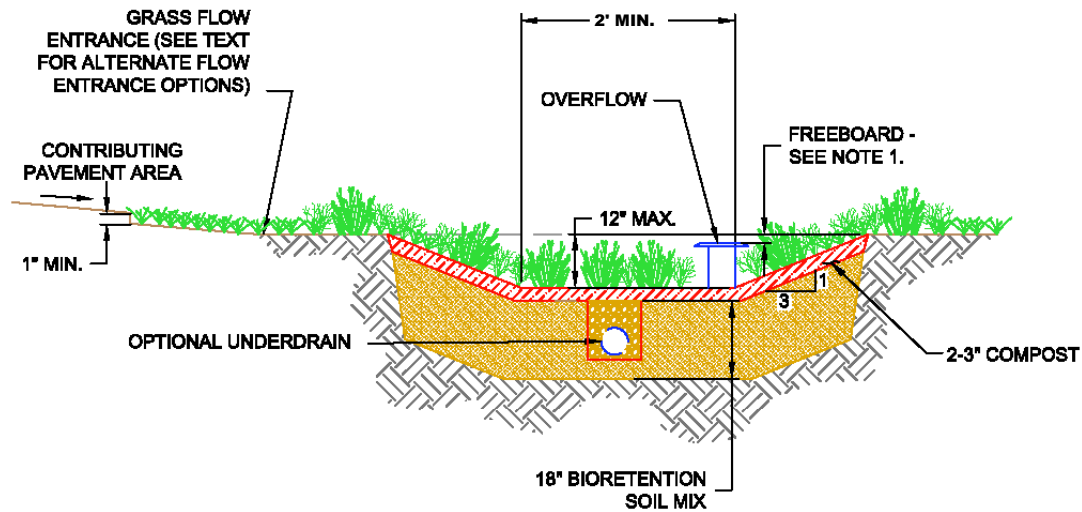 GRASS FLOW
ENTRANCE (SEE TEXT
FOR ALTERNATE FLOW
ENTRANCE OPTIONS)
2' MIN.
OVERFLOW
FREEBOARD -
SEE NOTE 1.
CONTRIBUTING
PAVEMENT AREA
12" MAX.
1" MIN.
1
3
OPTIONAL UNDERDRAIN
2-3" COMPOST
18" BIORETENTION
SOIL MIX